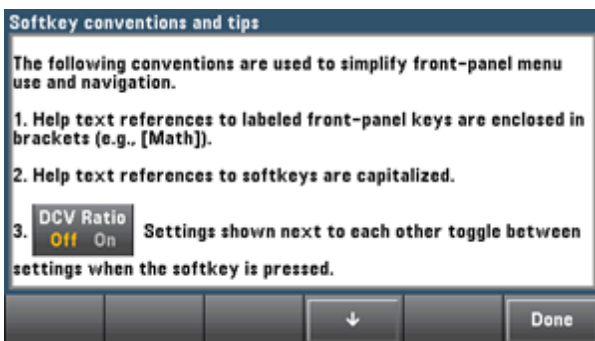 Softkey conventions and tips
The following conventions are used to simplify front-panel menu
use and navigation.
1. Help text references to labeled front-panel keys are enclosed in
brackets (e.g., [Math]).
2. Help text references to softkeys are capitalized.
3. DCV Ratio Off On Settings shown next to each other toggle between
settings when the softkey is pressed.
↓ Done